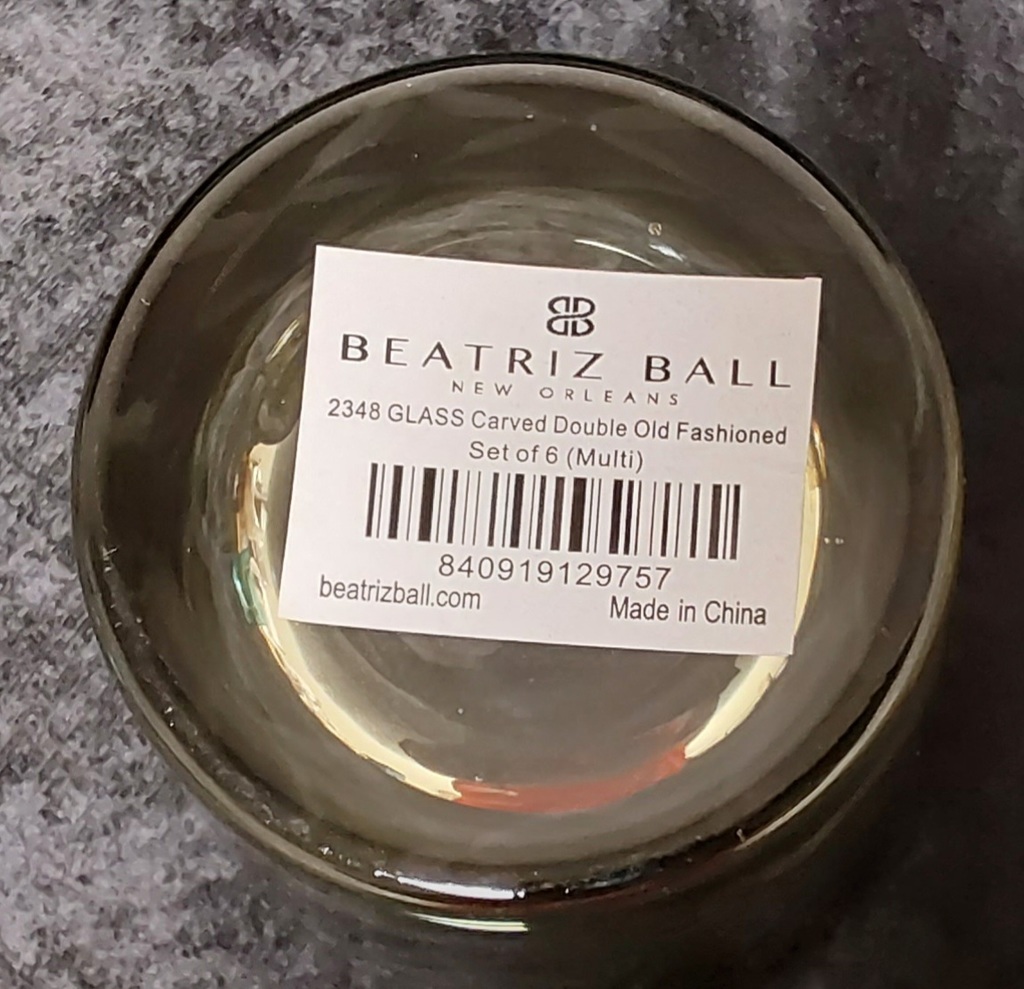 BB
BEATRIZ BALL
NEW ORLEANS
2348 GLASS Carved Double Old Fashioned
Set of 6 (Multi)
840919129757
beatrizball.com Made in China